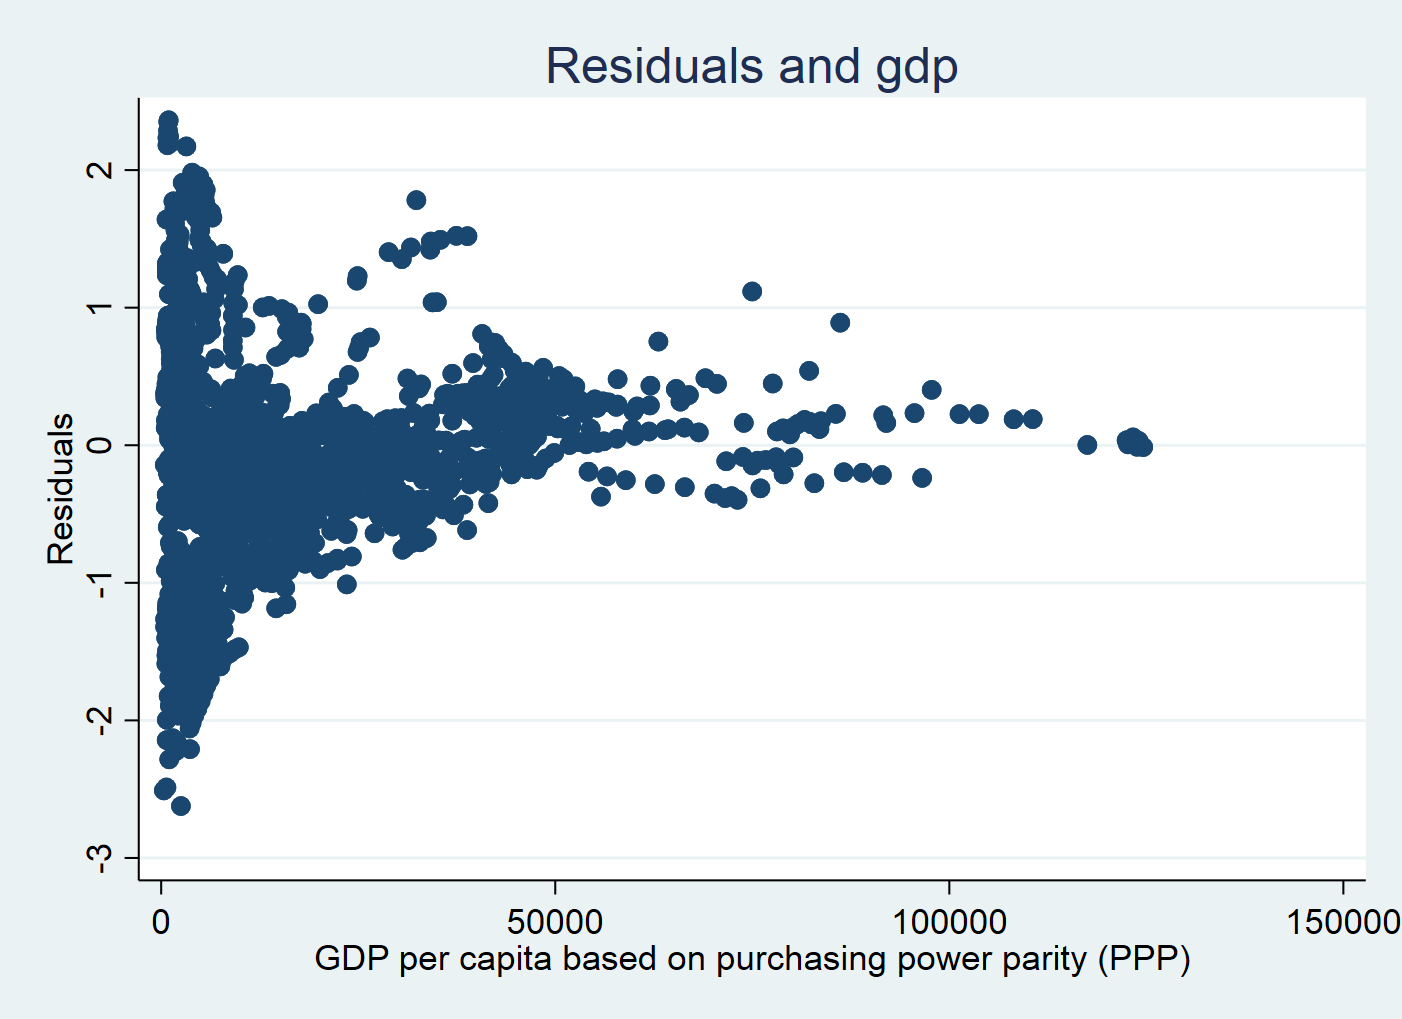 Residuals and gdp
Residuals
2
1
0
-1
-2
-3
0 50000 100000 150000
GDP per capita based on purchasing power parity (PPP)